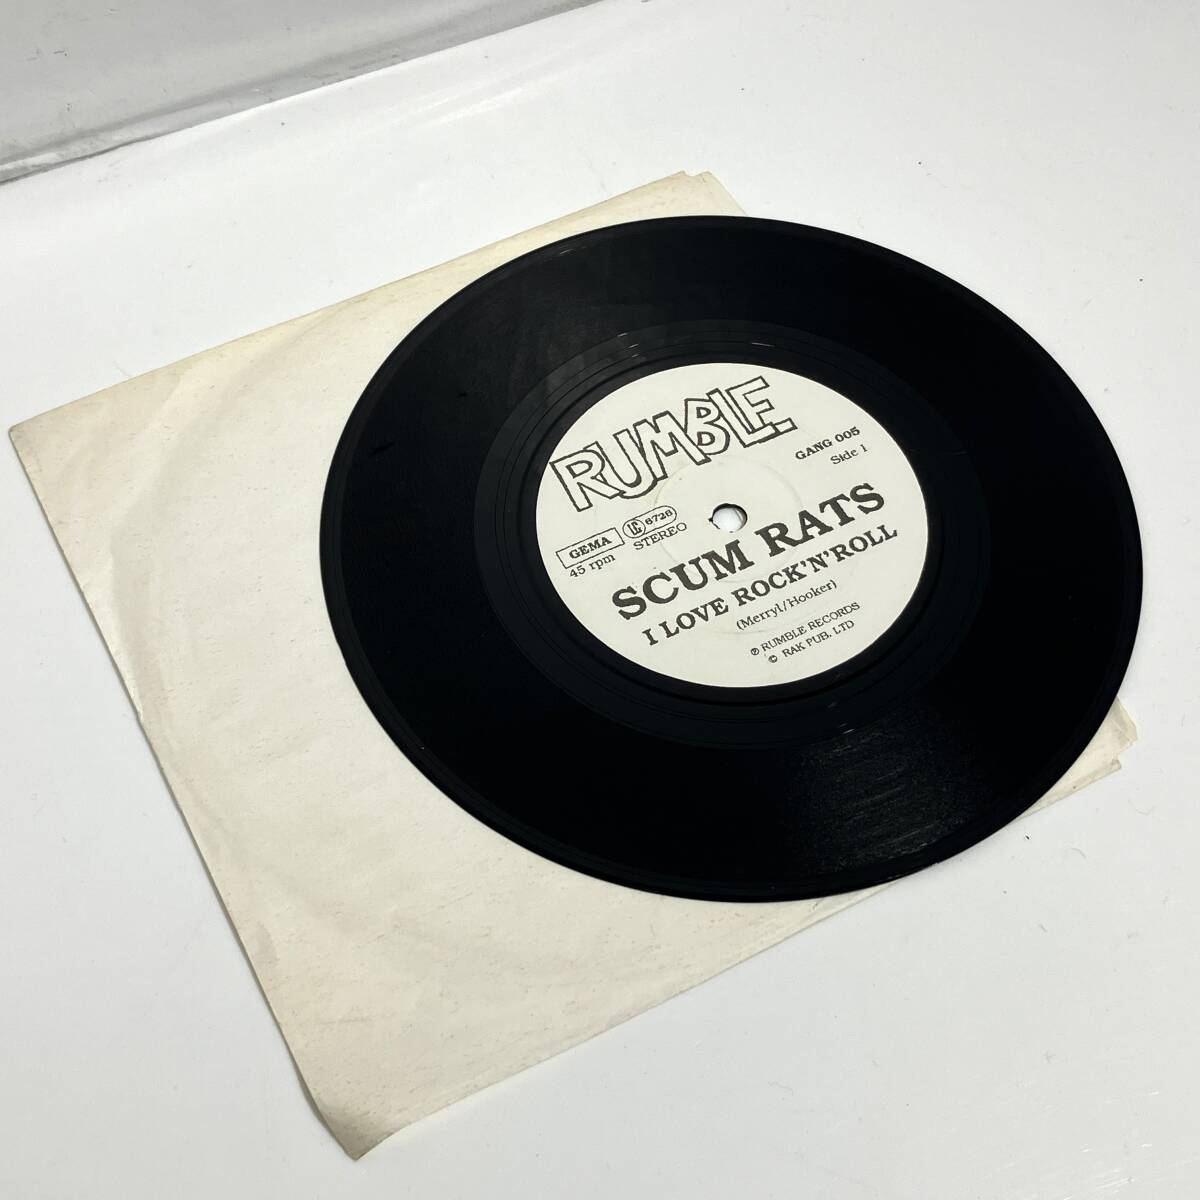 RUMBLE
GANG 005
Side 1
GEMA
LC 6726
45 rpm
STEREO
SCUM RATS
I LOVE ROCK'N'ROLL
(Merryl/Hooker)
℗ RUMBLE RECORDS
© RAK PUB. LTD